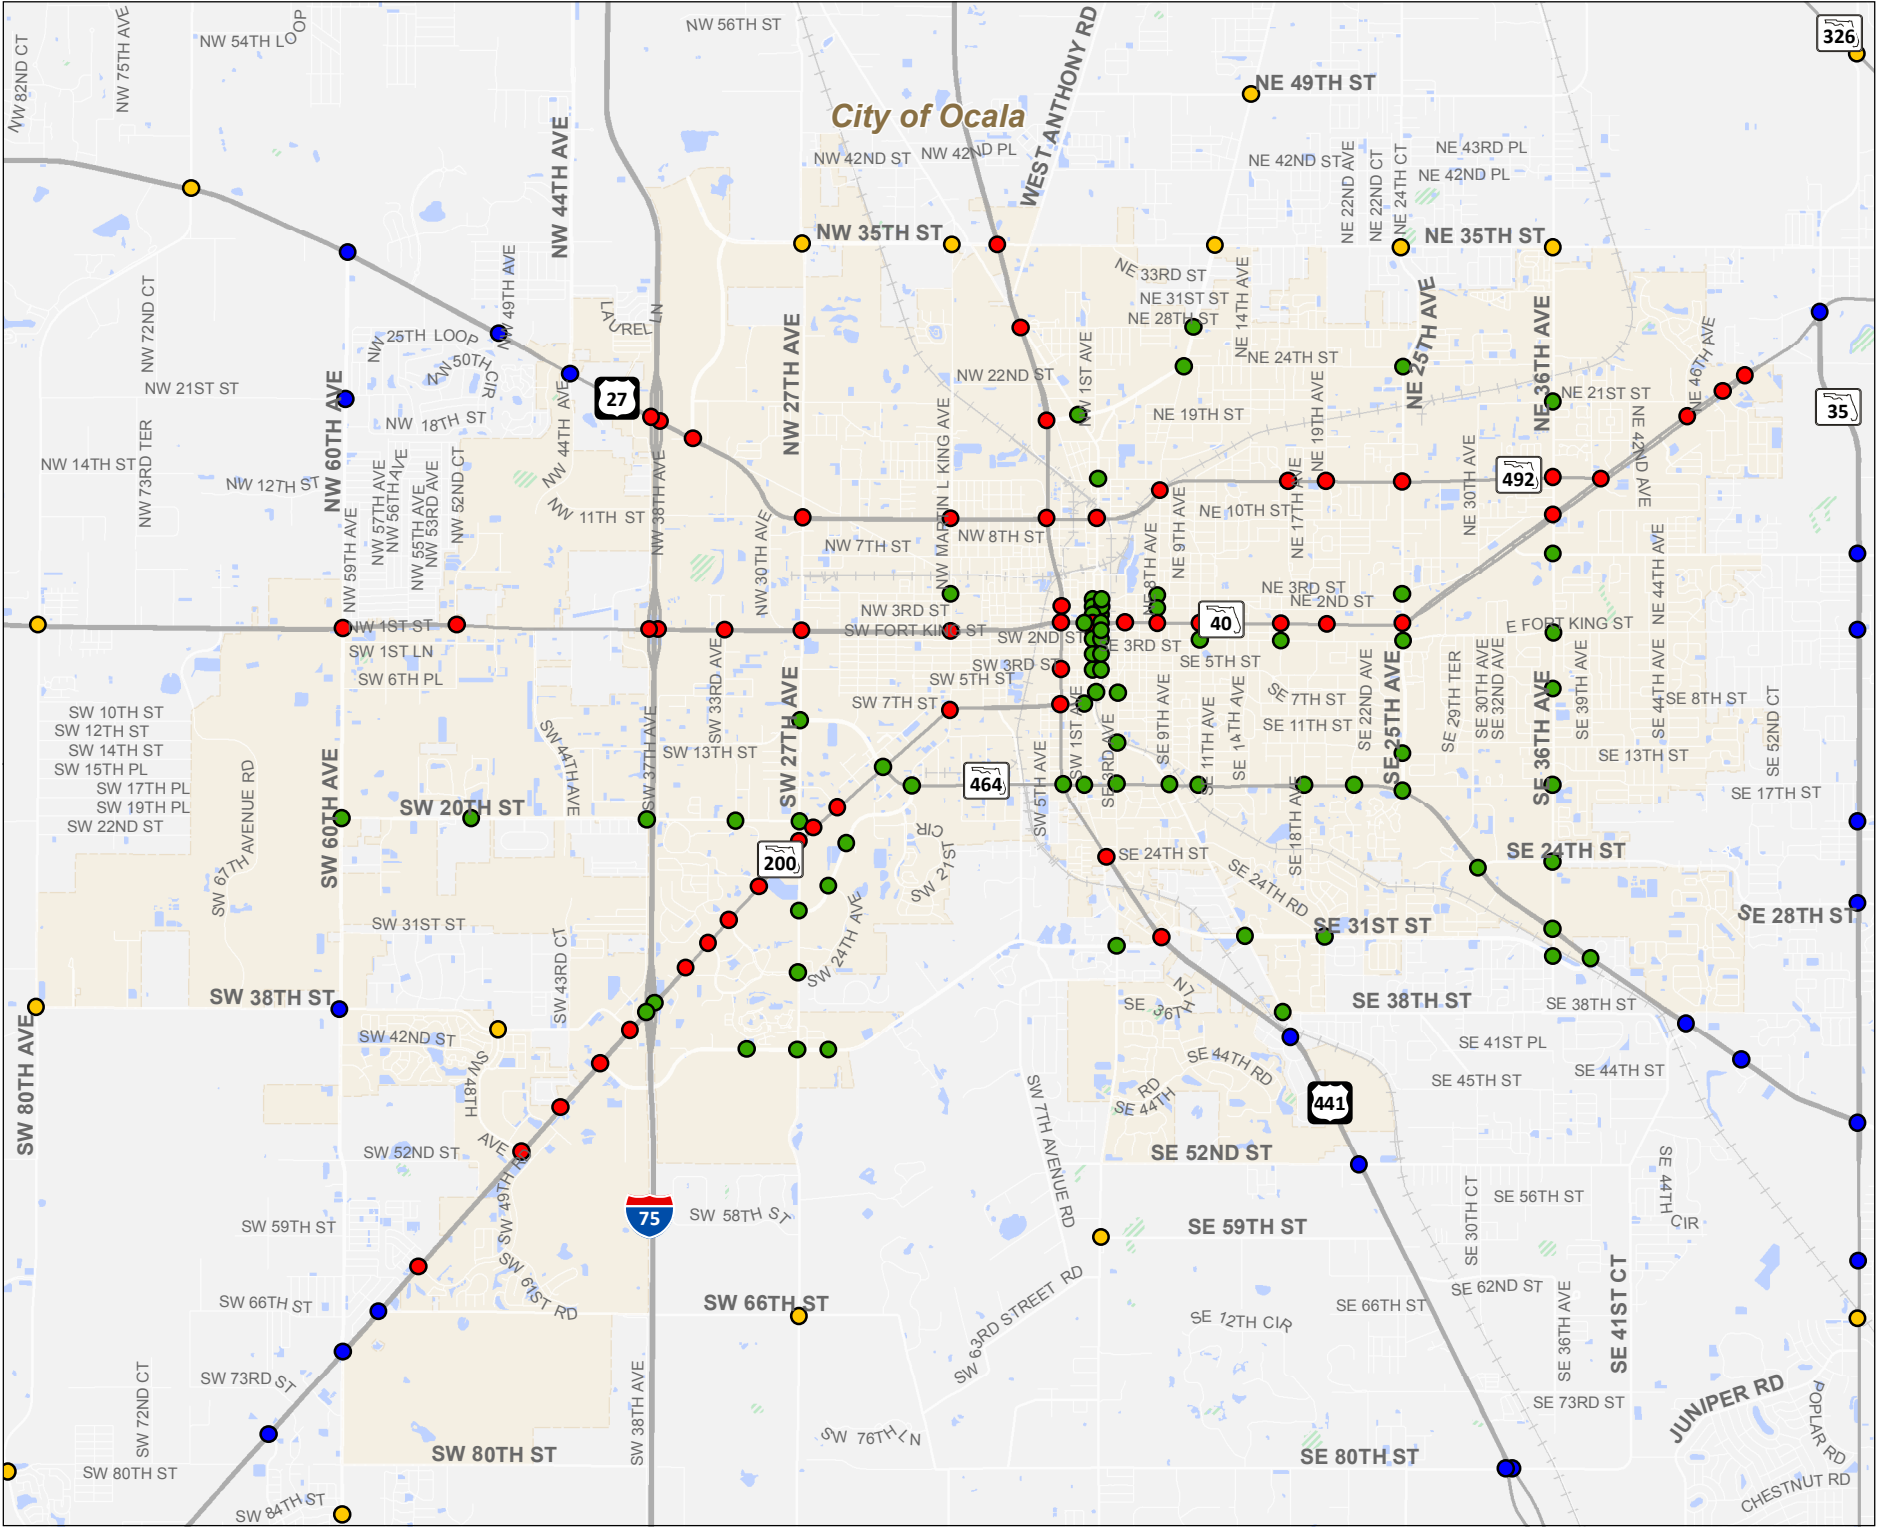 326
NW 56TH ST
NW 54TH LOOP
NW 75TH AVE
NW 82ND CT
WEST ANTHONY RD
NE 49TH ST
City of Ocala
NW 44TH AVE
NW 42ND ST
NW 42ND PL
NE 42ND ST
NE 22ND AVE
NE 22ND CT
NE 24TH CT
NE 43RD PL
NE 42ND PL
NW 35TH ST
NE 35TH ST
NE 33RD ST
NE 31ST ST
NE 28TH ST
NE 14TH AVE
NW 49TH AVE
NW 72ND CT
LAUREL LN
NW 25TH LOOP
NW 50TH CIR
NW 21ST ST
NW 18TH ST
NW 44TH AVE
27
NW 27TH AVE
NW 22ND ST
NW 1ST AVE
NE 24TH ST
NE 19TH ST
NE 19TH AVE
NE 25TH AVE
NE 36TH AVE
NE 21ST ST
NE 46TH AVE
NE 42ND AVE
35
NW 60TH AVE
NW 73RD TER
NW 14TH ST
NW 12TH ST
NW 59TH AVE
NW 57TH AVE
NW 56TH AVE
NW 55TH AVE
NW 53RD AVE
NW 52ND CT
NW 11TH ST
NW 38TH AVE
NW 30TH AVE
NW MARTIN L KING AVE
NW 8TH ST
NW 7TH ST
NE 8TH AVE
NE 9TH AVE
NE 10TH ST
NE 17TH AVE
NE 30TH AVE
492
NE 44TH AVE
NE 3RD ST
NE 2ND ST
NW 3RD ST
NW 1ST ST
SW FORT KING ST
SW 2ND ST
40
E FORT KING ST
SW 1ST LN
SW 6TH PL
SW 33RD AVE
SW 3RD ST
SW 5TH ST
SW 7TH ST
SE 3RD ST
SE 5TH ST
SE 7TH ST
SE 11TH ST
SE 8TH ST
SE 13TH ST
SW 10TH ST
SW 12TH ST
SW 14TH ST
SW 15TH PL
SW 17TH PL
SW 19TH PL
SW 22ND ST
SW 67TH AVENUE RD
SW 60TH AVE
SW 20TH ST
SW 44TH AVE
SW 37TH AVE
SW 13TH ST
SW 27TH AVE
464
SW 5TH AVE
SW 1ST AVE
SE 3RD AVE
SE 9TH AVE
SE 11TH AVE
SE 14TH AVE
SE 18TH AVE
SE 22ND AVE
SE 25TH AVE
SE 29TH TER
SE 30TH AVE
SE 32ND AVE
SE 36TH AVE
SE 39TH AVE
SE 44TH AVE
SE 52ND CT
SE 17TH ST
200
SW 21ST CIR
SE 24TH ST
SE 24TH RD
SE 24TH ST
SW 31ST ST
SW 43RD CT
SW 24TH AVE
SE 31ST ST
SE 28TH ST
SW 38TH ST
SW 80TH AVE
SW 42ND ST
SW 48TH AVE
SE 38TH ST
SE 38TH ST
SE 41ST PL
SE 44TH RD
SE 45TH ST
SE 44TH ST
SE 44TH RD
441
SW 7TH AVENUE RD
SW 52ND ST
SW 49TH RD
SE 52ND ST
SE 44TH CIR
SE 56TH ST
SE 30TH CT
SW 58TH ST
75
SW 59TH ST
SE 59TH ST
SW 61ST RD
SW 63RD STREET RD
SW 66TH ST
SW 66TH ST
SE 12TH CIR
SE 66TH ST
SE 62ND ST
SE 36TH AVE
SE 41ST CT
SW 73RD ST
SW 72ND CT
SW 38TH AVE
SE 73RD ST
JUNIPER RD
POPLAR RD
CHESTNUT RD
SW 76TH LN
SW 80TH ST
SW 80TH ST
SE 80TH ST
SW 84TH ST